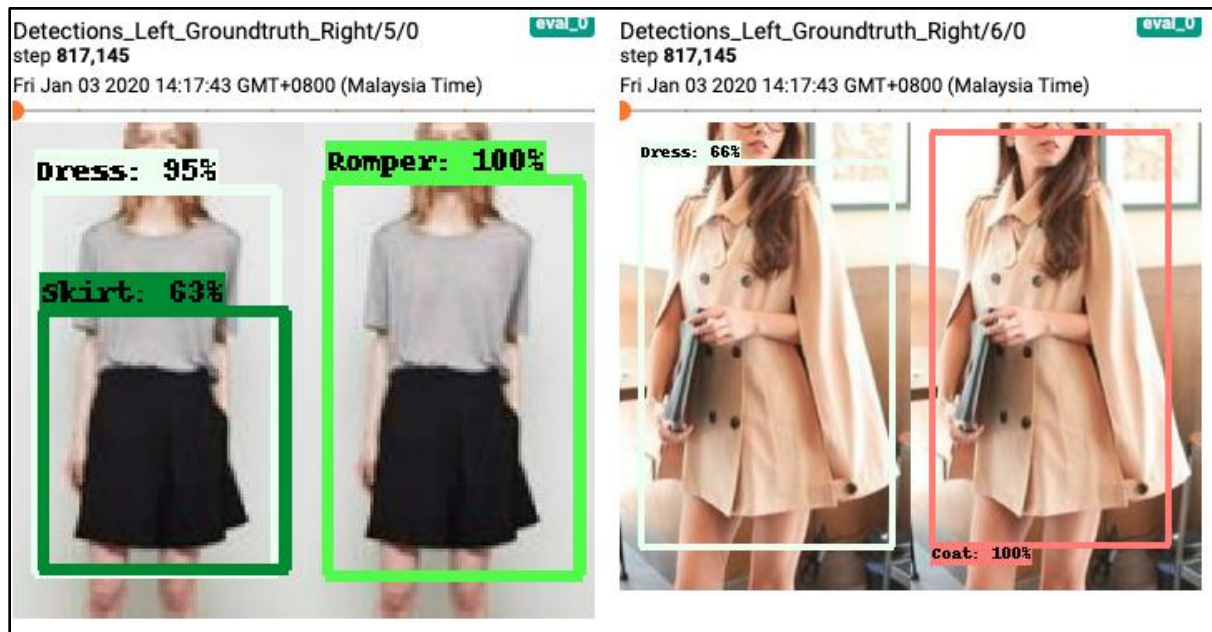 Detections_Left_Groundtruth_Right/5/0
eval_0
step 817,145
Fri Jan 03 2020 14:17:43 GMT+0800 (Malaysia Time)
Dress: 95%
Romper: 100%
Skirt: 63%
Detections_Left_Groundtruth_Right/6/0
eval_0
step 817,145
Fri Jan 03 2020 14:17:43 GMT+0800 (Malaysia Time)
Dress: 66%
Coat: 100%